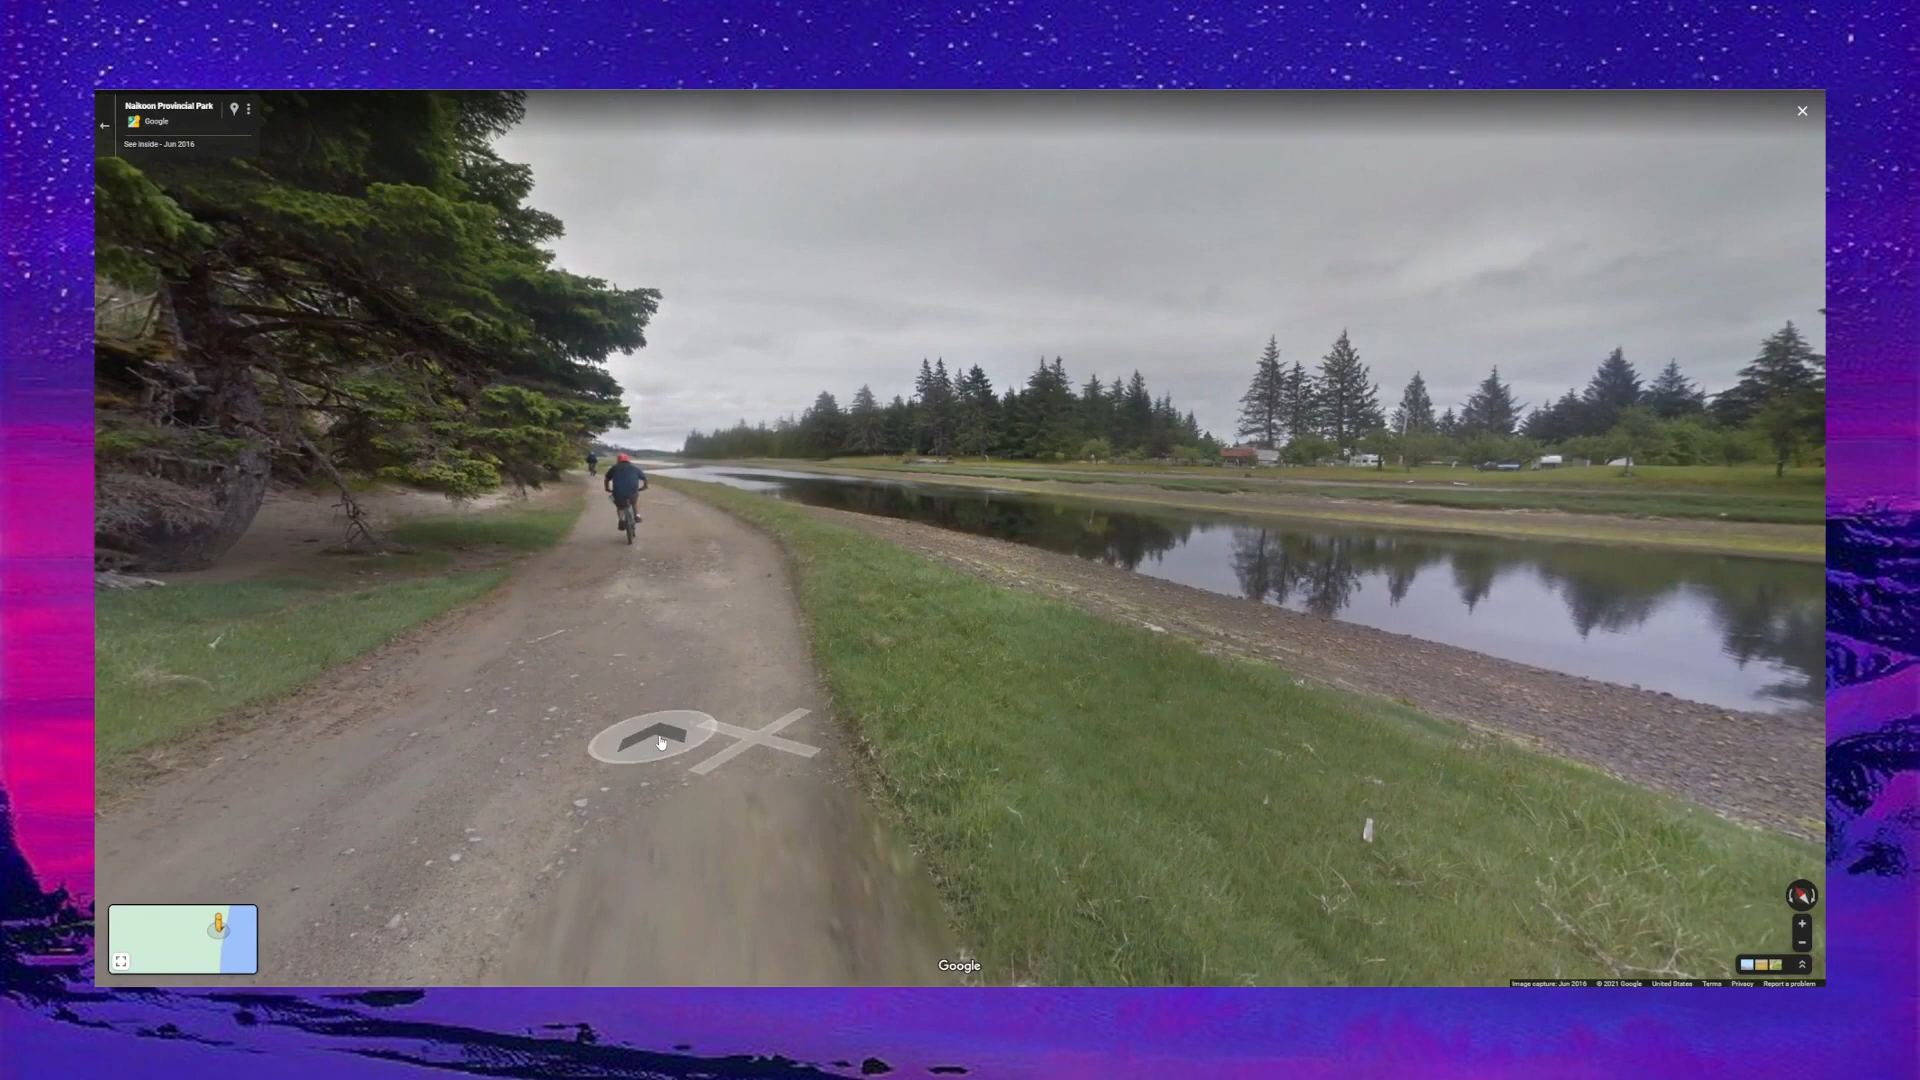 Naikoon Provincial Park
Google
See inside - Jun 2016
Google
Image capture: Jun 2016 © 2021 Google United States Terms Privacy Report a problem